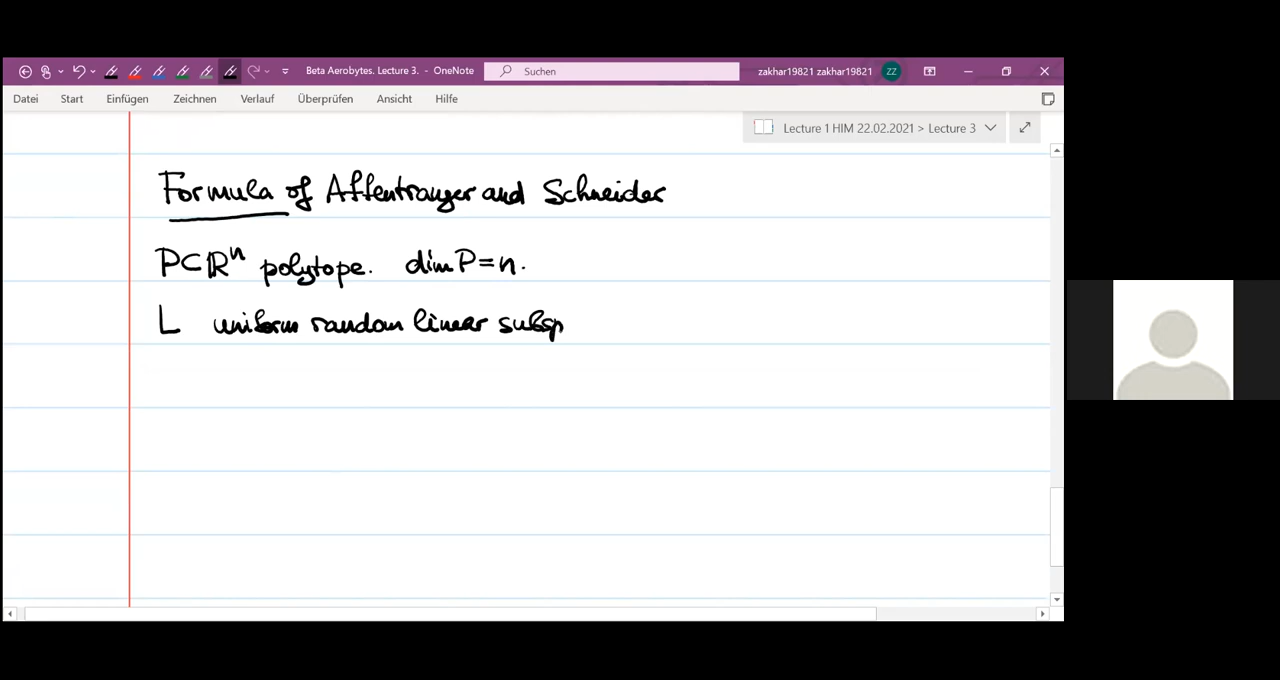 Beta Aerobytes. Lecture 3. - OneNote
Suchen
zakhar19821 zakhar19821
ZZ
Datei Start Einfügen Zeichnen Verlauf Überprüfen Ansicht Hilfe
Lecture 1 HIM 22.02.2021 > Lecture 3
Formula of Affentranger and Schneider
P⊂ℝⁿ polytope. dim P = n.
L uniform random linear subsp